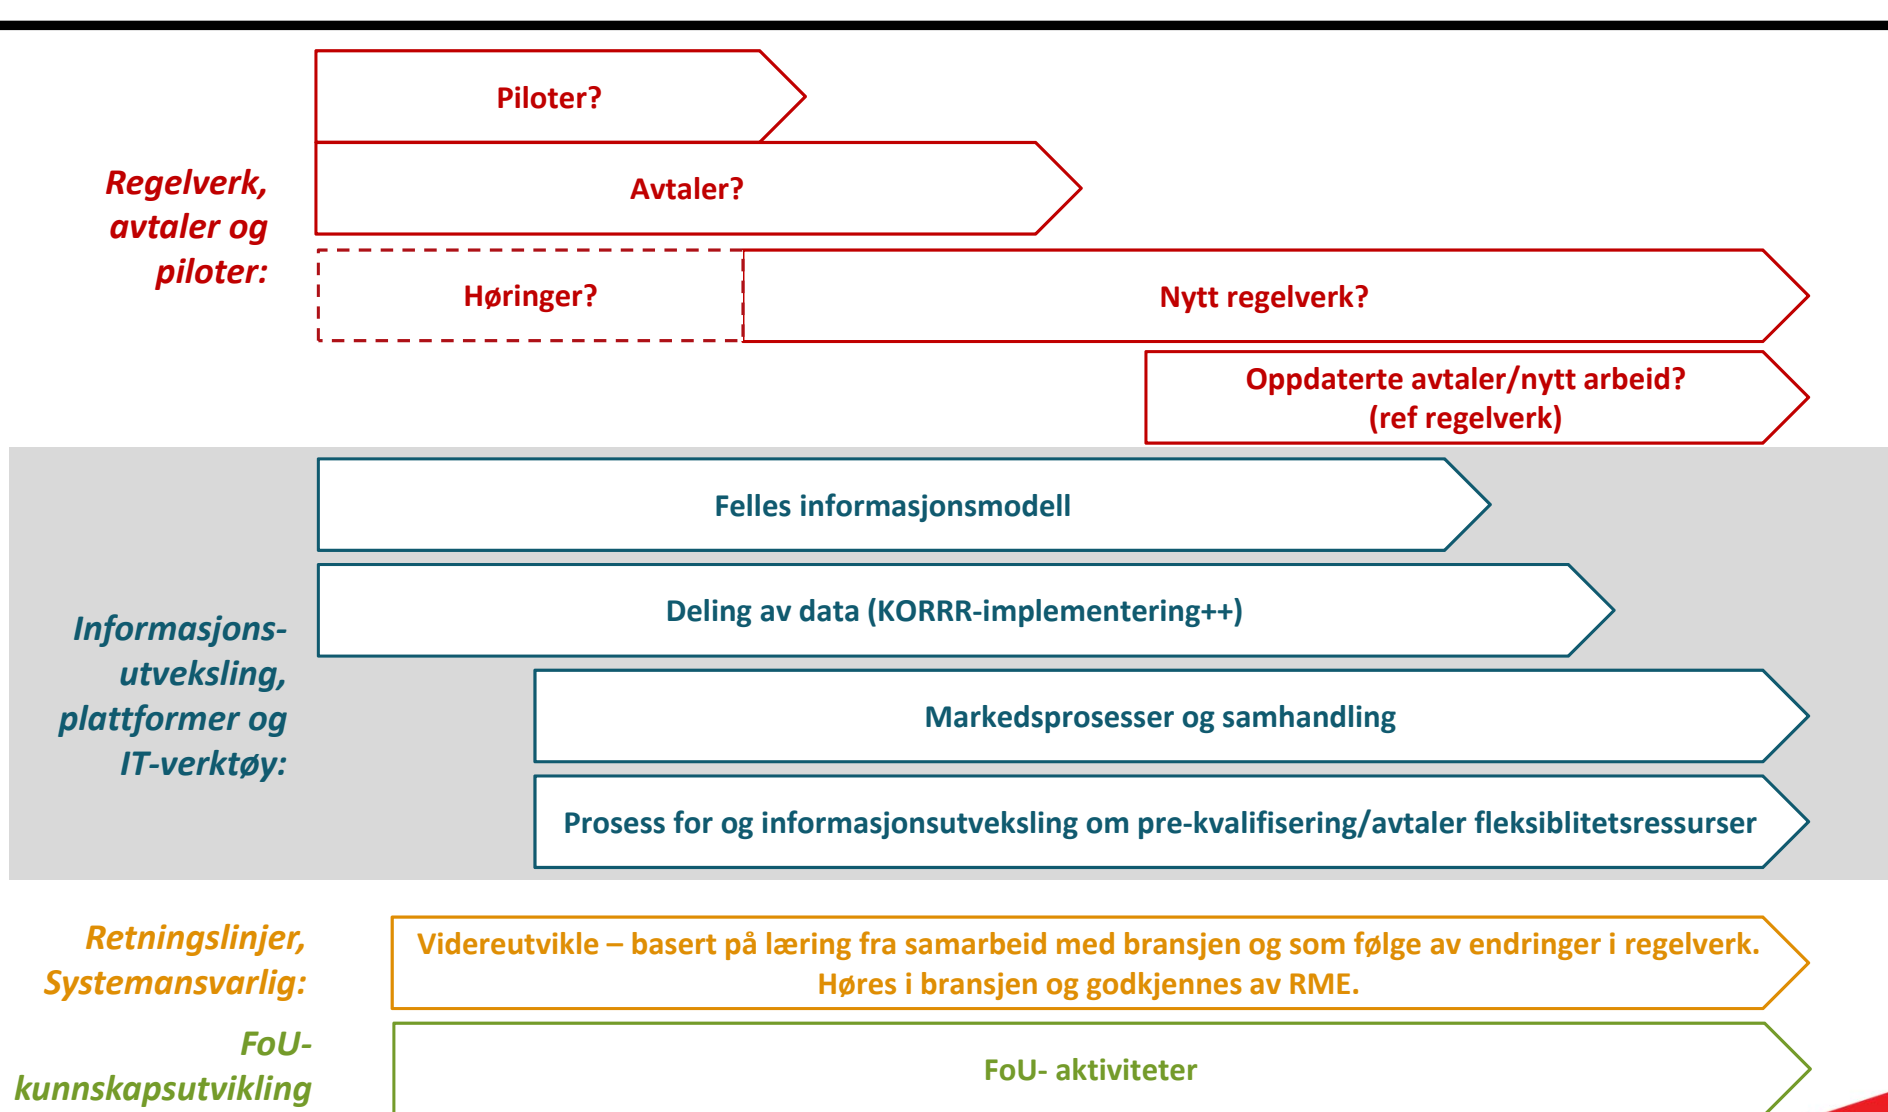 Piloter?
Avtaler?
Regelverk,
avtaler og
piloter:
Høringer?
Nytt regelverk?
Oppdaterte avtaler/nytt arbeid?
(ref regelverk)
Felles informasjonsmodell
Deling av data (KORRR-implementering++)
Informasjons-
utveksling,
plattformer og
IT-verktøy:
Markedsprosesser og samhandling
Prosess for og informasjonsutveksling om pre-kvalifisering/avtaler fleksiblitetsressurser
Retningslinjer,
Systemansvarlig:
Videreutvikle – basert på læring fra samarbeid med bransjen og som følge av endringer i regelverk.
Høres i bransjen og godkjennes av RME.
FoU-
kunnskapsutvikling
FoU- aktiviteter